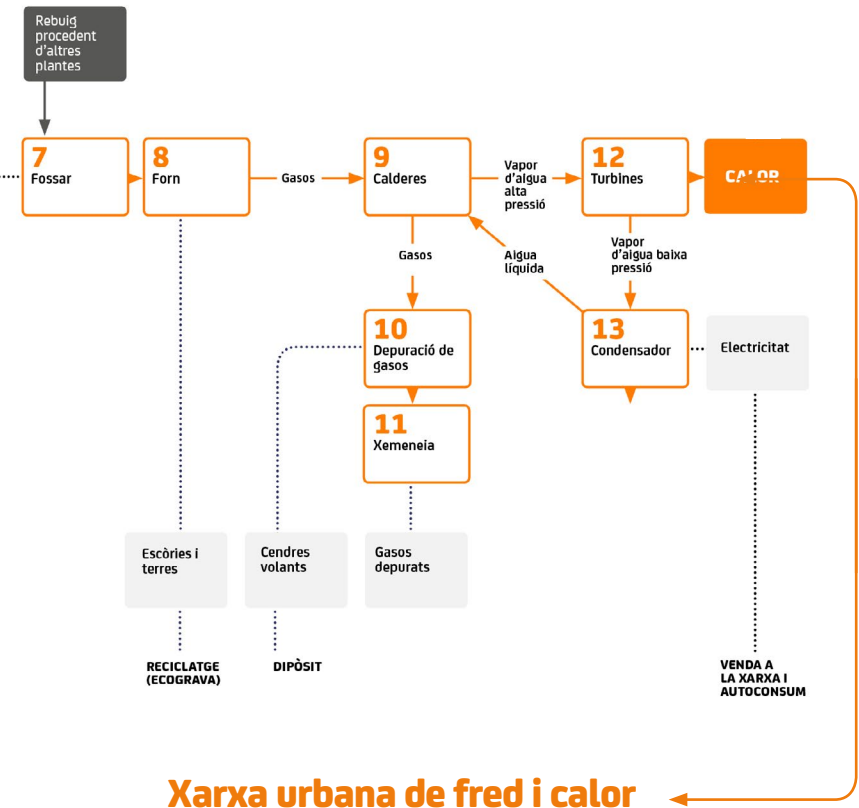 Rebuig
procedent
d'altres
plantes
7
Fossar
8
Forn
Gasos
9
Calderes
Vapor
d'aigua
alta
pressió
12
Turbines
CALOR
Gasos
Aigua
líquida
Vapor
d'aigua baixa
pressió
10
Depuració de
gasos
13
Condensador
Electricitat
11
Xemeneia
Escòries i
terres
Cendres
volants
Gasos
depurats
RECICLATGE
(ECOGRAVA)
DIPÒSIT
VENDA A
LA XARXA I
AUTOCONSUM
Xarxa urbana de fred i calor